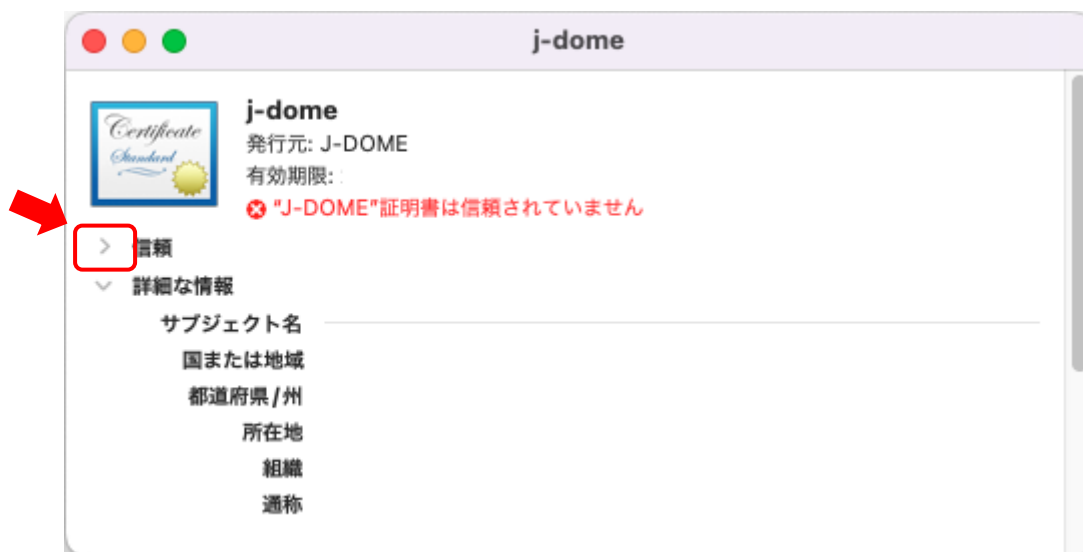 j-dome
Certificate
Standard
j-dome
発行元: J-DOME
有効期限:
"J-DOME"証明書は信頼されていません
信頼
詳細な情報
サブジェクト名
国または地域
都道府県/州
所在地
組織
通称